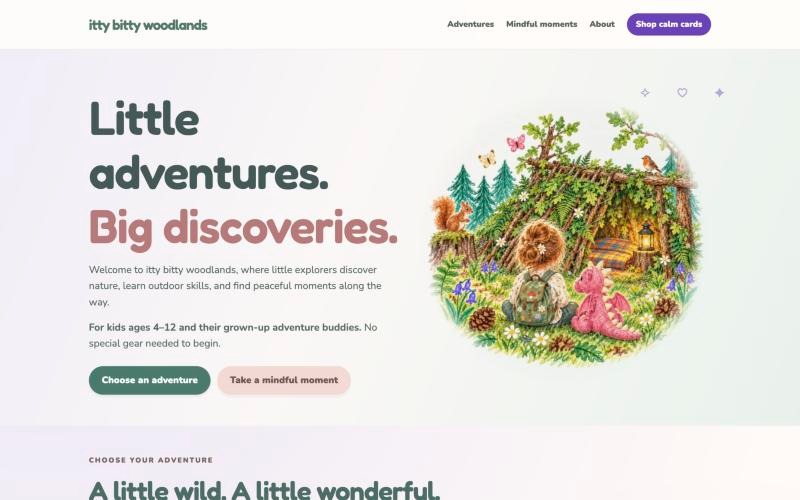 itty bitty woodlands
Adventures
Mindful moments
About
Shop calm cards
Little
adventures.
Big discoveries.
Welcome to itty bitty woodlands, where little explorers discover
nature, learn outdoor skills, and find peaceful moments along the
way.
For kids ages 4–12 and their grown-up adventure buddies. No
special gear needed to begin.
Choose an adventure
Take a mindful moment
CHOOSE YOUR ADVENTURE
A little wild. A little wonderful.